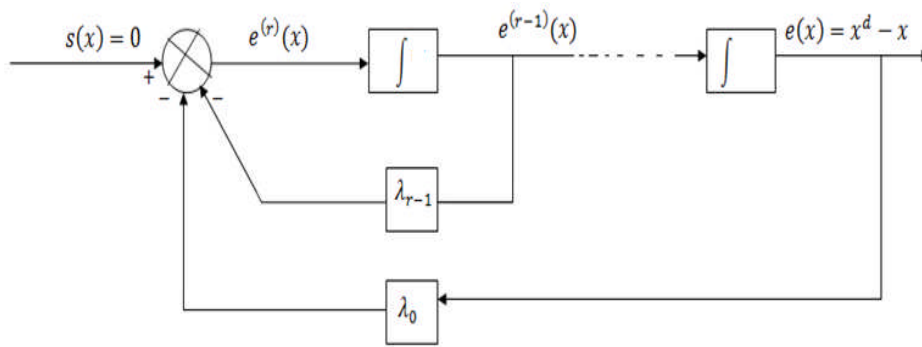 s(x) = 0
e^{(r)}(x)
∫
e^{(r−1)}(x)
∫
e(x) = x^d − x
+
−
−
λ_{r−1}
λ_0